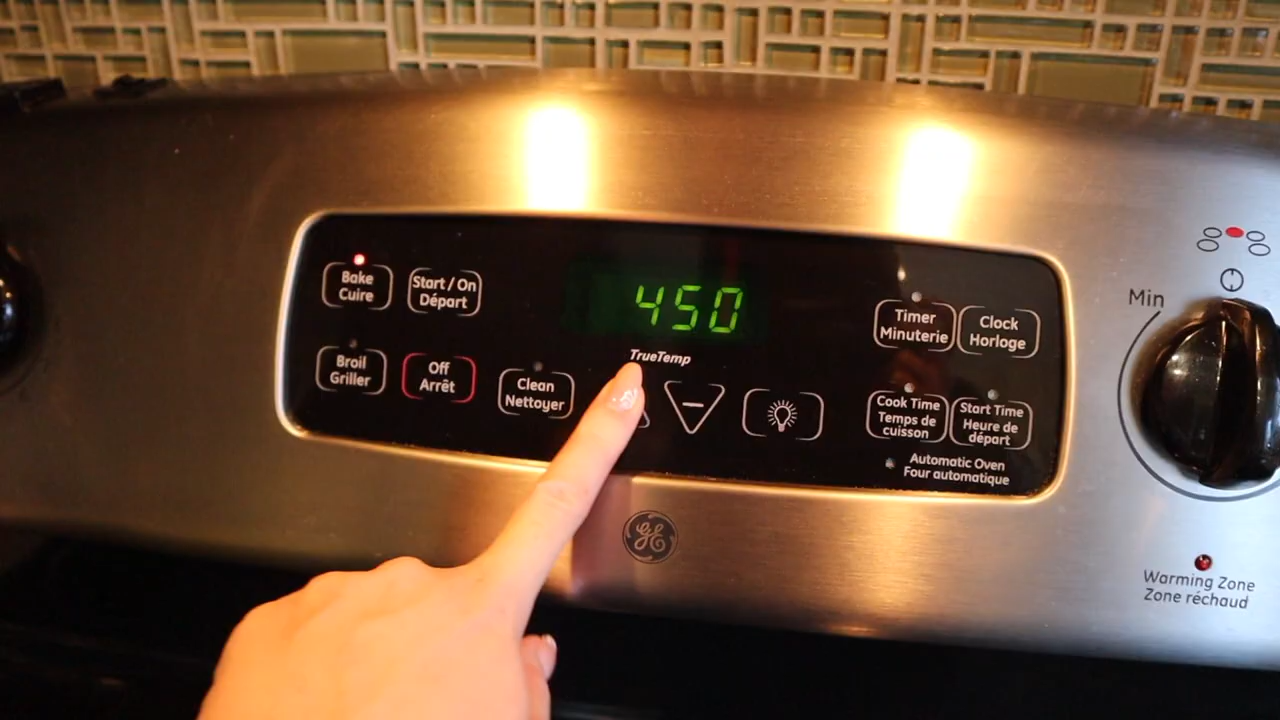 Bake
Cuire
Start / On
Départ
450
TrueTemp
Timer
Minuterie
Clock
Horloge
Broil
Griller
Off
Arrêt
Clean
Nettoyer
Cook Time
Temps de
cuisson
Start Time
Heure de
départ
Automatic Oven
Four automatique
Min
GE
Warming Zone
Zone réchaud